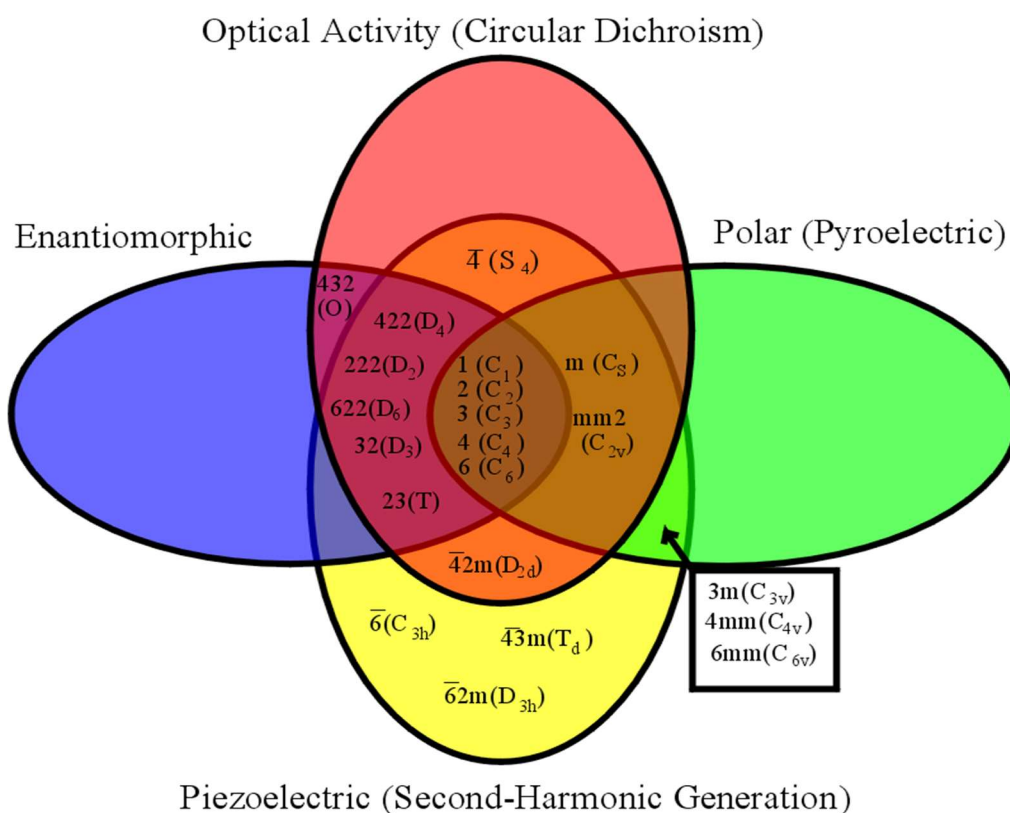 Optical Activity (Circular Dichroism)
Enantiomorphic
Polar (Pyroelectric)
4̅ (S₄)
432
(O)
422(D₄)
222(D₂)
1 (C₁)
m (C_S)
2 (C₂)
622(D₆)
3 (C₃)
mm2
32(D₃)
4 (C₄)
(C₂ᵥ)
6 (C₆)
23(T)
4̅2m(D₂d)
3m(C₃ᵥ)
6̅(C₃h)
4̅3m(T_d)
4mm(C₄ᵥ)
6mm(C₆ᵥ)
6̅2m(D₃h)
Piezoelectric (Second-Harmonic Generation)